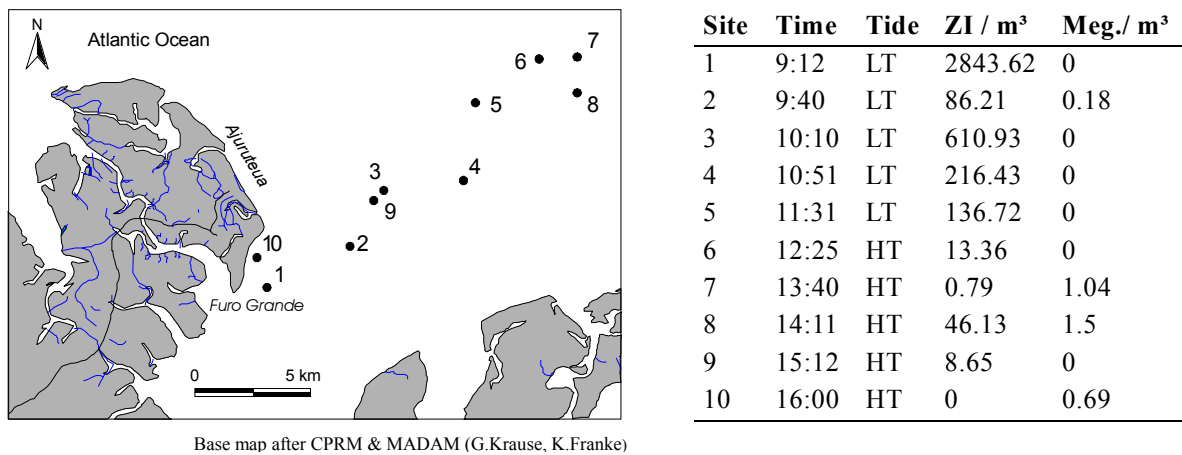 N
Atlantic Ocean
Ajuruteua
Furo Grande
1
2
3
4
5
6
7
8
9
10
0 5 km
Base map after CPRM & MADAM (G.Krause, K.Franke)
Site Time Tide ZI / m³ Meg./ m³
1 9:12 LT 2843.62 0
2 9:40 LT 86.21 0.18
3 10:10 LT 610.93 0
4 10:51 LT 216.43 0
5 11:31 LT 136.72 0
6 12:25 HT 13.36 0
7 13:40 HT 0.79 1.04
8 14:11 HT 46.13 1.5
9 15:12 HT 8.65 0
10 16:00 HT 0 0.69